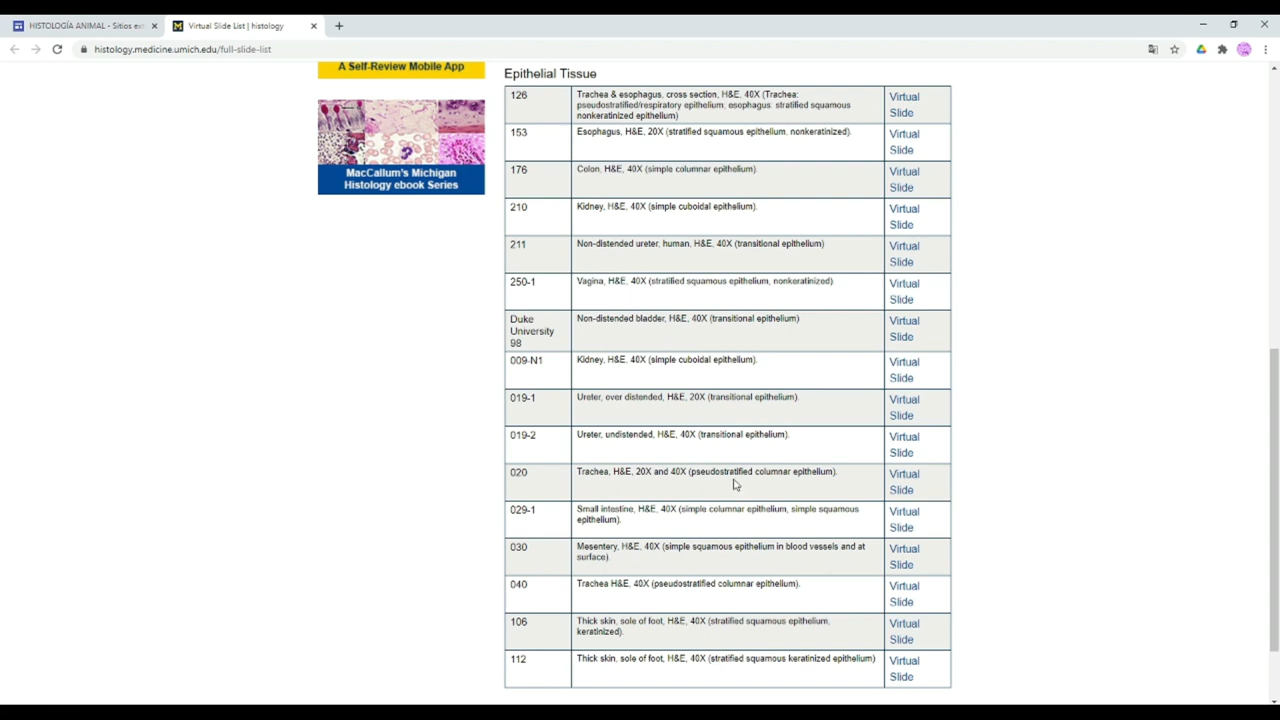 HISTOLOGÍA ANIMAL - Sitios ex
Virtual Slide List | histology
histology.medicine.umich.edu/full-slide-list
A Self-Review Mobile App
MacCallum's Michigan
Histology ebook Series
Epithelial Tissue
126
Trachea & esophagus, cross section, H&E, 40X (Trachea:
pseudostratified/respiratory epithelium, esophagus: stratified squamous
nonkeratinized epithelium)
Virtual
Slide
153
Esophagus, H&E, 20X (stratified squamous epithelium, nonkeratinized).
Virtual
Slide
176
Colon, H&E, 40X (simple columnar epithelium).
Virtual
Slide
210
Kidney, H&E, 40X (simple cuboidal epithelium).
Virtual
Slide
211
Non-distended ureter, human, H&E, 40X (transitional epithelium)
Virtual
Slide
250-1
Vagina, H&E, 40X (stratified squamous epithelium, nonkeratinized)
Virtual
Slide
Duke
University
98
Non-distended bladder, H&E, 40X (transitional epithelium)
Virtual
Slide
009-N1
Kidney, H&E, 40X (simple cuboidal epithelium).
Virtual
Slide
019-1
Ureter, over distended, H&E, 20X (transitional epithelium).
Virtual
Slide
019-2
Ureter, undistended, H&E, 40X (transitional epithelium).
Virtual
Slide
020
Trachea, H&E, 20X and 40X (pseudostratified columnar epithelium).
Virtual
Slide
029-1
Small intestine, H&E, 40X (simple columnar epithelium, simple squamous
epithelium).
Virtual
Slide
030
Mesentery, H&E, 40X (simple squamous epithelium in blood vessels and at
surface).
Virtual
Slide
040
Trachea H&E, 40X (pseudostratified columnar epithelium).
Virtual
Slide
106
Thick skin, sole of foot, H&E, 40X (stratified squamous epithelium,
keratinized).
Virtual
Slide
112
Thick skin, sole of foot, H&E, 40X (stratified squamous keratinized epithelium)
Virtual
Slide